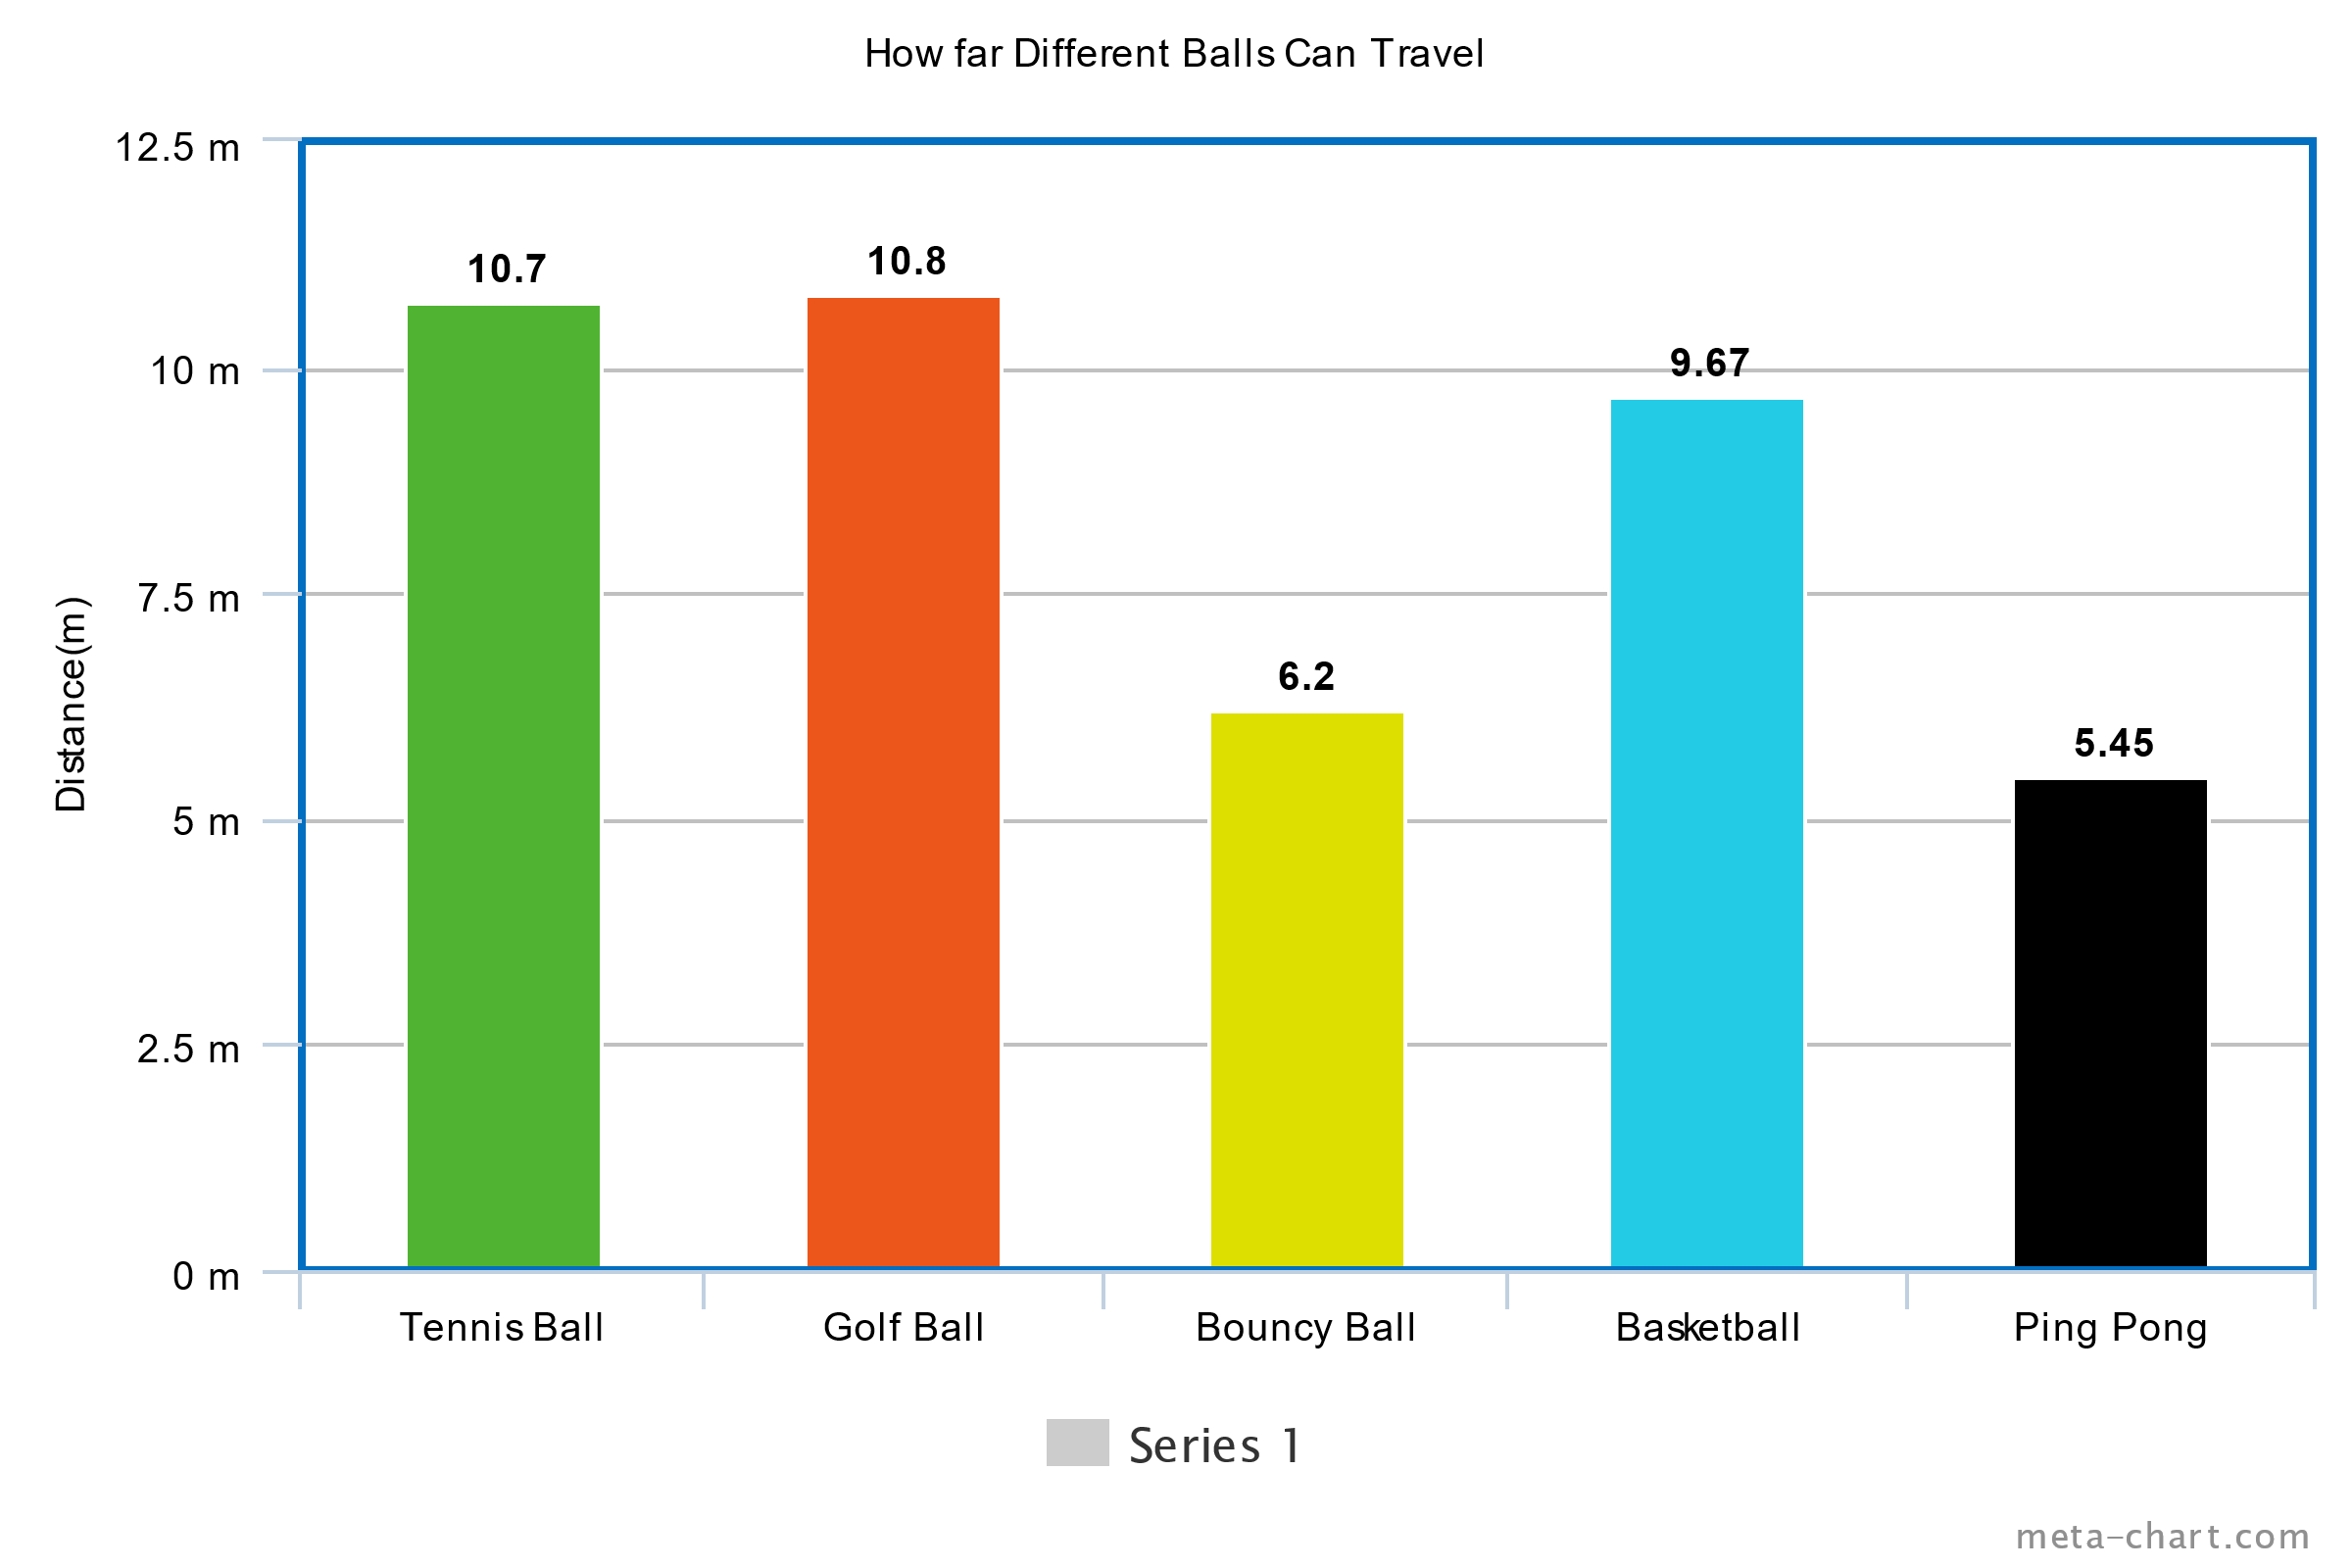 How far Different Balls Can Travel
12.5 m
10 m
7.5 m
5 m
2.5 m
0 m
Distance(m)
10.7
10.8
6.2
9.67
5.45
Tennis Ball
Golf Ball
Bouncy Ball
Basketball
Ping Pong
Series 1
meta-chart.com